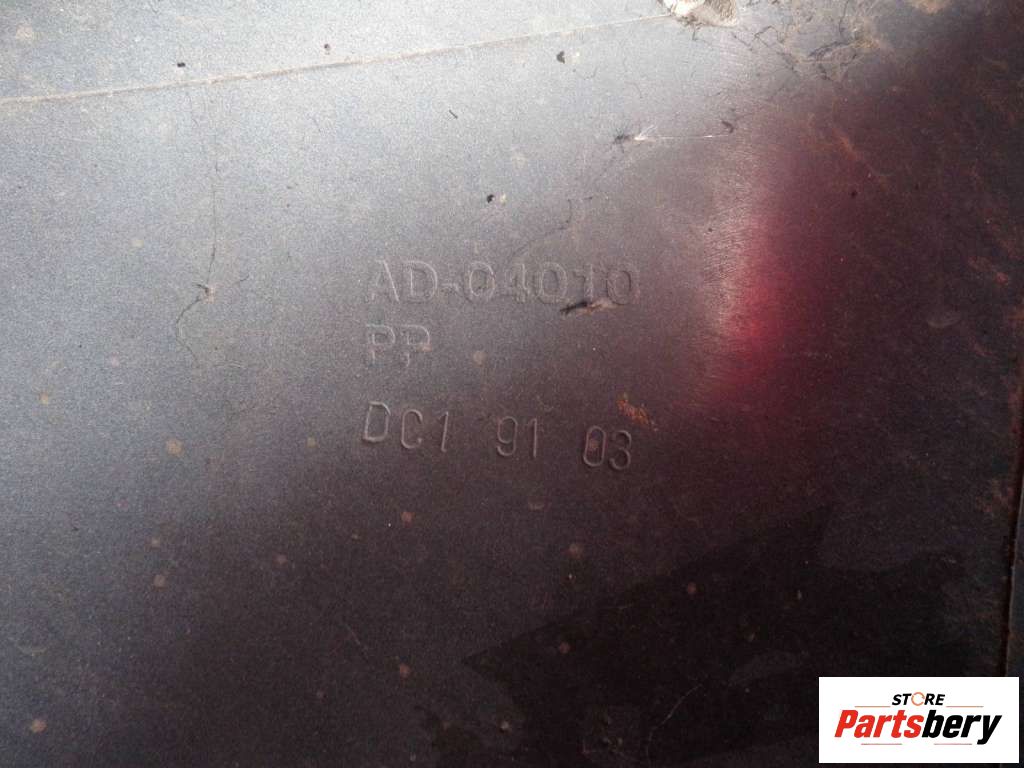 AD-04010
PP
DC1 91 03
STORE
Partsbery